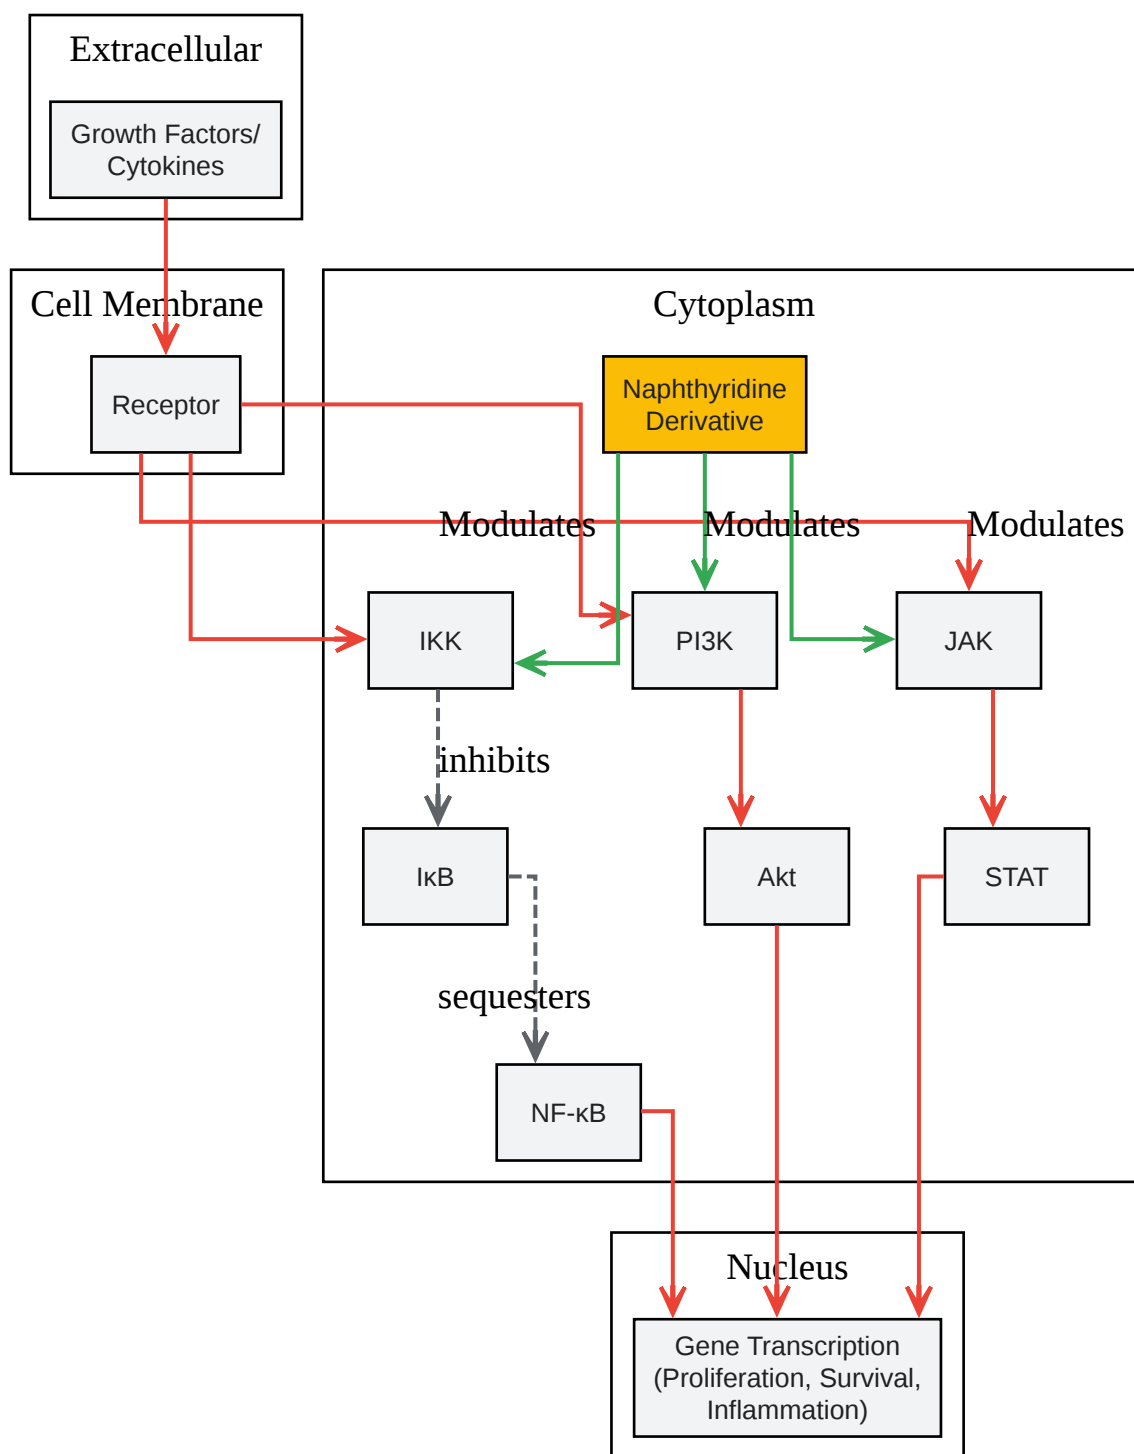 Extracellular
Growth Factors/
Cytokines
Cell Membrane
Receptor
Cytoplasm
Naphthyridine
Derivative
Modulates
Modulates
Modulates
IKK
PI3K
JAK
inhibits
IκB
Akt
STAT
sequesters
NF-κB
Nucleus
Gene Transcription
(Proliferation, Survival,
Inflammation)